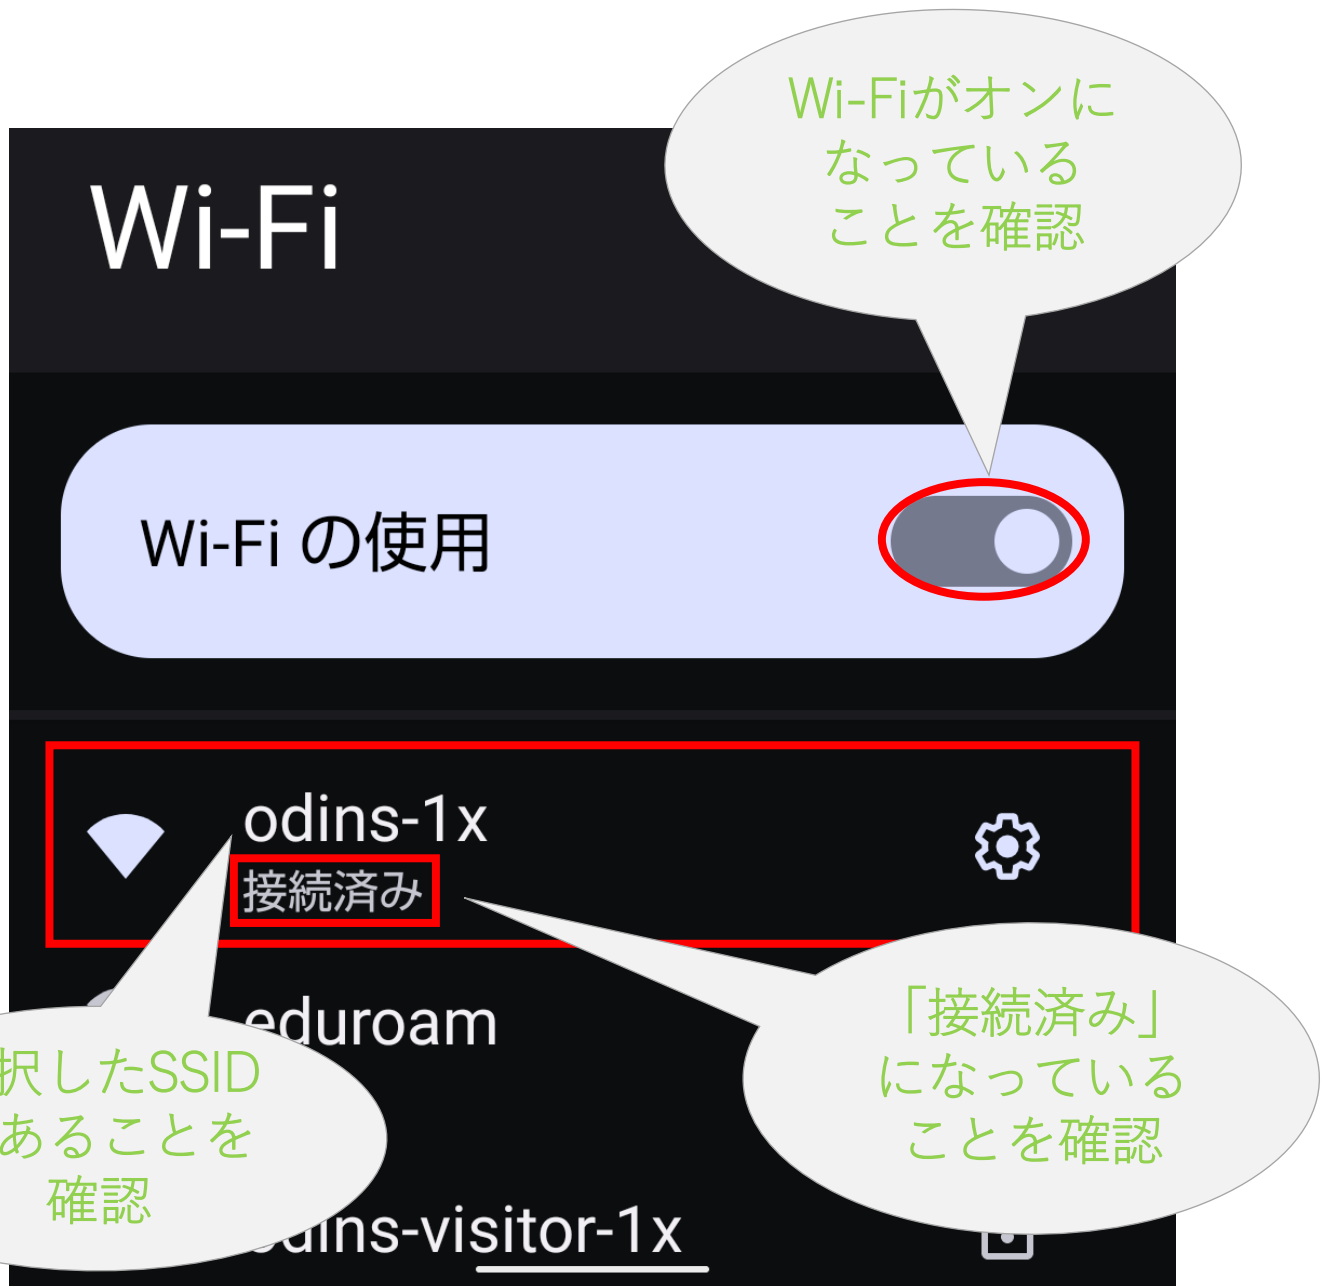 Wi-Fiがオンに
なっている
ことを確認
Wi-Fi
Wi-Fi の使用
odins-1x
接続済み
eduroam
「接続済み」
になっている
ことを確認
択したSSID
あることを
確認
odins-visitor-1x